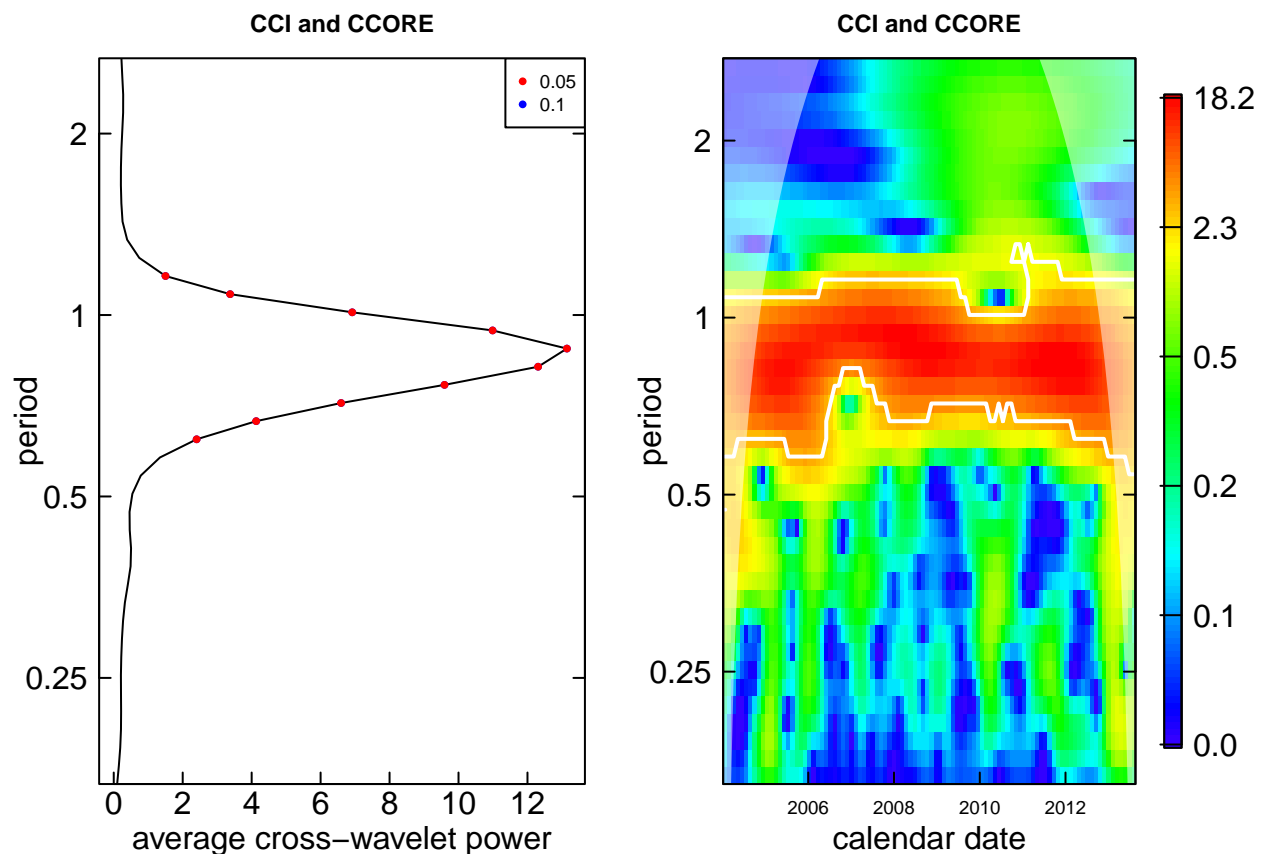 CCI and CCORE
0.05
0.1
2
1
0.5
0.25
period
0 2 4 6 8 10 12
average cross−wavelet power
CCI and CCORE
2
1
0.5
0.25
period
2006 2008 2010 2012
calendar date
18.2
2.3
0.5
0.2
0.1
0.0